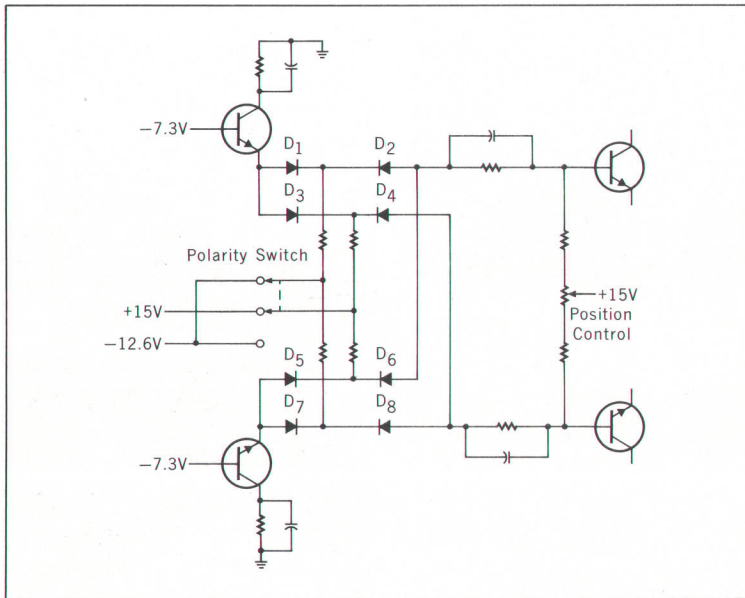 −7.3V
D1 D2
D3 D4
Polarity Switch
+15V
+15V
Position
Control
−12.6V
D5 D6
D7 D8
−7.3V